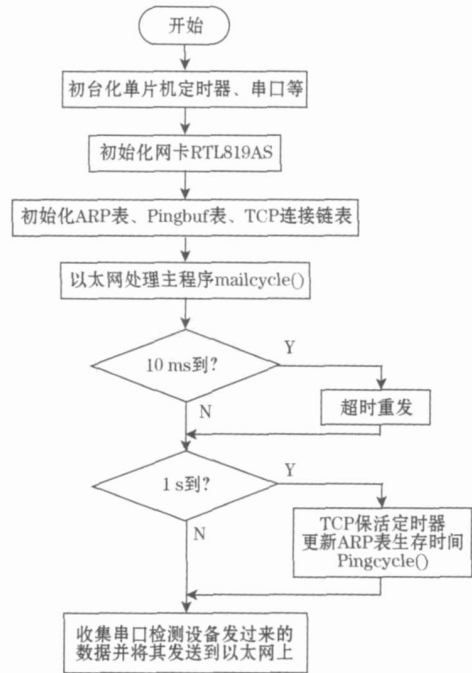 开始
初台化单片机定时器、串口等
初始化网卡RTL819AS
初始化ARP表、Pingbuf表、TCP连接链表
以太网处理主程序mailcycle()
10 ms到?
Y
N
超时重发
1 s到?
Y
N
TCP保活定时器
更新ARP表生存时间
Pingcycle()
收集串口检测设备发过来的
数据并将其发送到以太网上